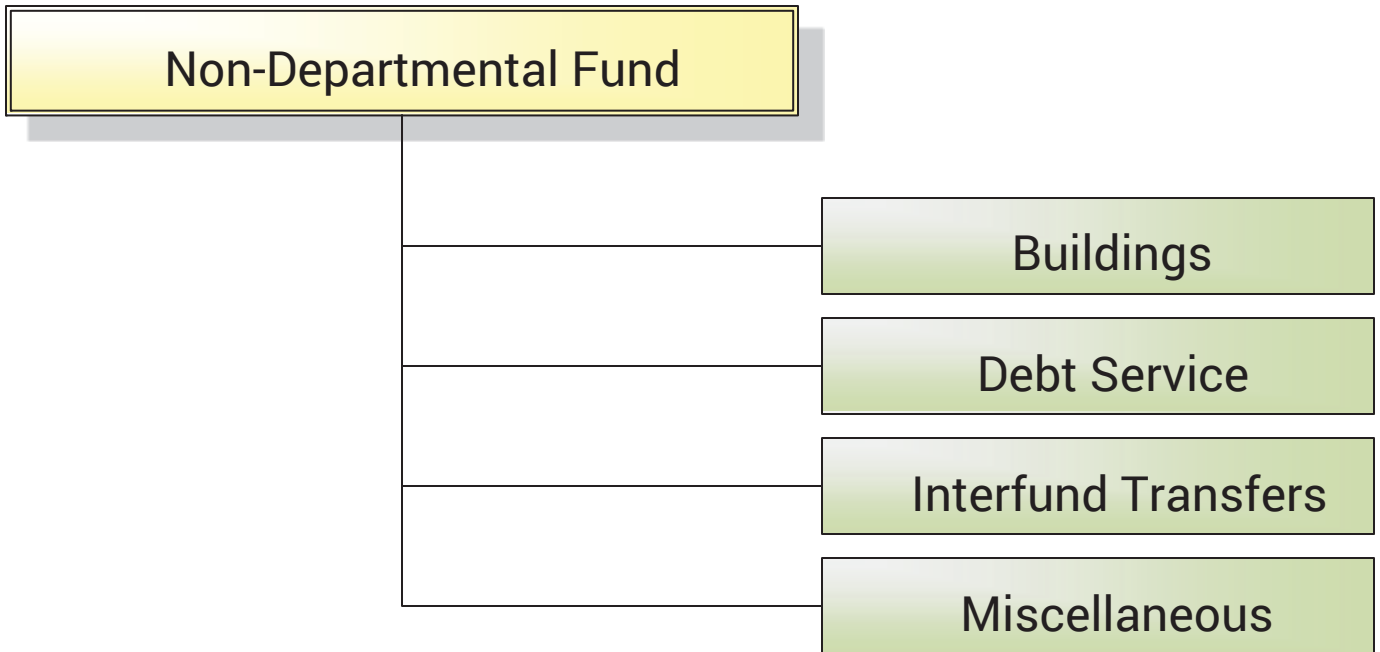 Non-Departmental Fund
Buildings
Debt Service
Interfund Transfers
Miscellaneous